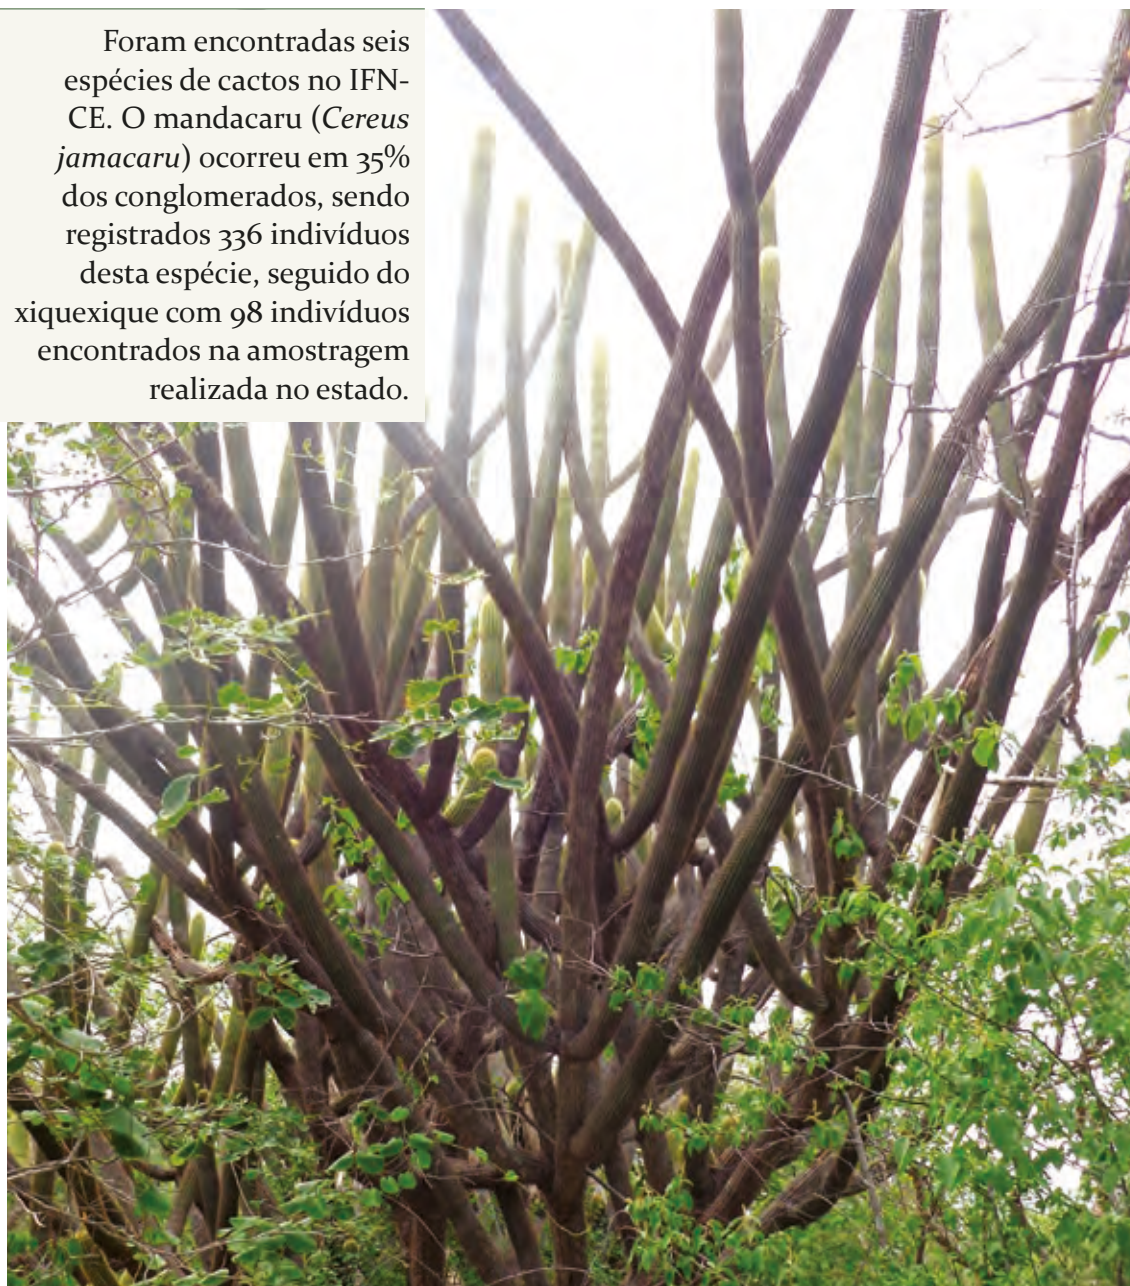 Foram encontradas seis
espécies de cactos no IFN-
CE. O mandacaru (Cereus
jamacaru) ocorreu em 35%
dos conglomerados, sendo
registrados 336 indivíduos
desta espécie, seguido do
xiquexique com 98 indivíduos
encontrados na amostragem
realizada no estado.